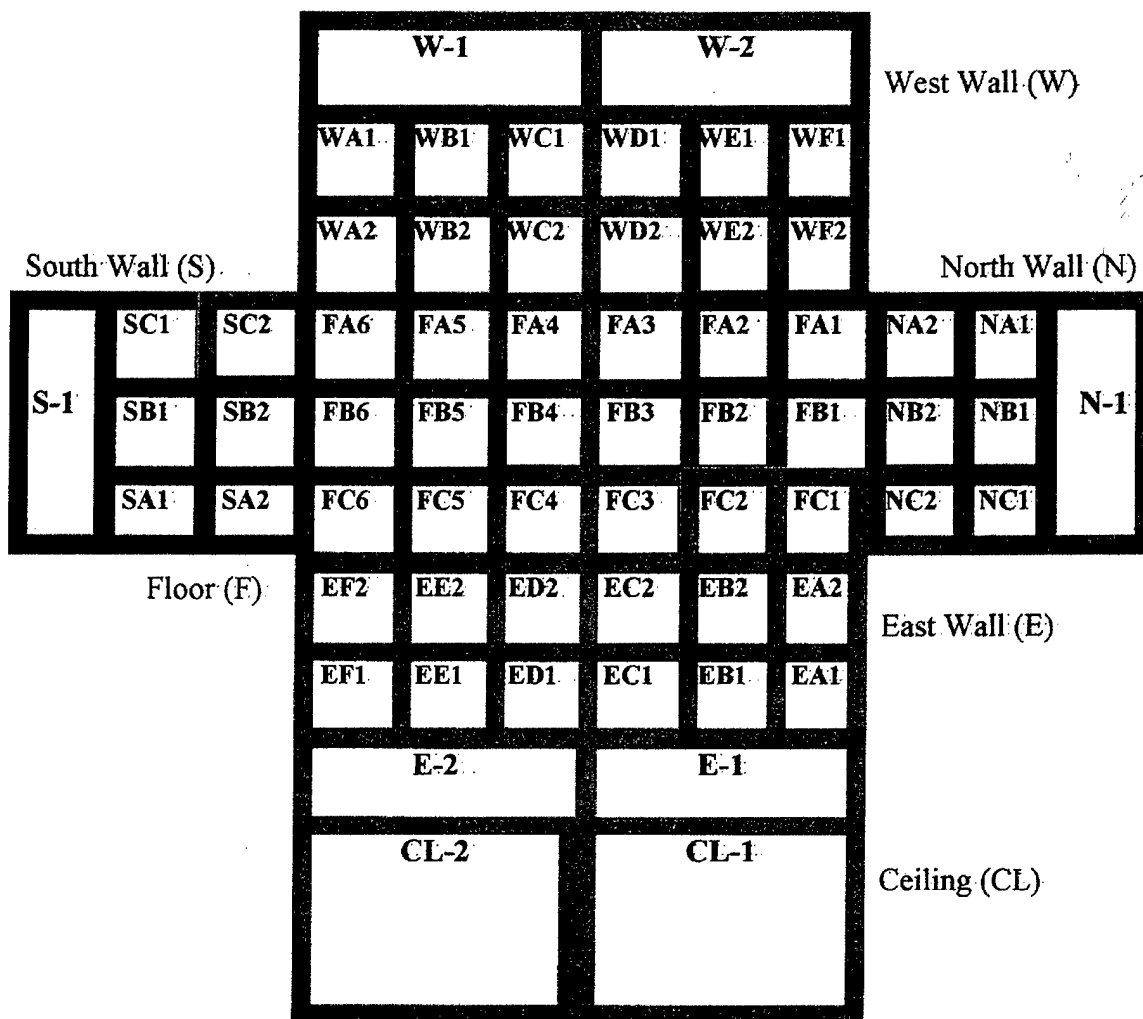 W-1 W-2
West Wall (W)
WA1 WB1 WC1 WD1 WE1 WF1
WA2 WB2 WC2 WD2 WE2 WF2
South Wall (S) North Wall (N)
SC1 SC2 FA6 FA5 FA4 FA3 FA2 FA1 NA2 NA1
S-1 SB1 SB2 FB6 FB5 FB4 FB3 FB2 FB1 NB2 NB1 N-1
SA1 SA2 FC6 FC5 FC4 FC3 FC2 FC1 NC2 NC1
Floor (F) EF2 EE2 ED2 EC2 EB2 EA2 East Wall (E)
EF1 EE1 ED1 EC1 EB1 EA1
E-2 E-1
CL-2 CL-1
Ceiling (CL)